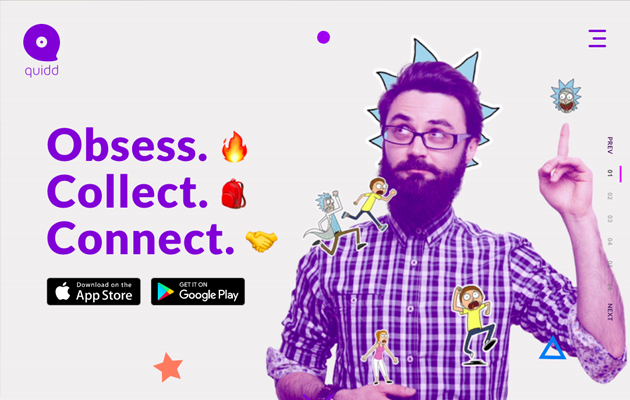 quidd
Obsess.
Collect.
Connect.
Download on the
App Store
GET IT ON
Google Play
PREV
01
02
03
04
NEXT